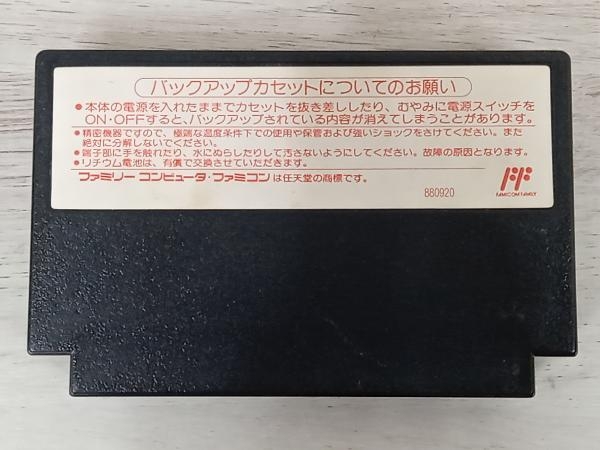 バックアップカセットについてのお願い
●本体の電源を入れたままでカセットを抜き差ししたり、むやみに電源スイッチを
ON・OFFすると、バックアップされている内容が消えてしまうことがあります。
●精密機器ですので、極端な温度条件下での使用や保管および強いショックをさけてください。また
絶対に分解しないでください。
●端子部に手を触れたり、水にぬらしたりして汚さないようにしてください。故障の原因となります。
●リチウム電池は、有償で交換させていただきます。
ファミリー コンピュータ・ファミコンは任天堂の商標です。
880920
FAMICOM FAMILY